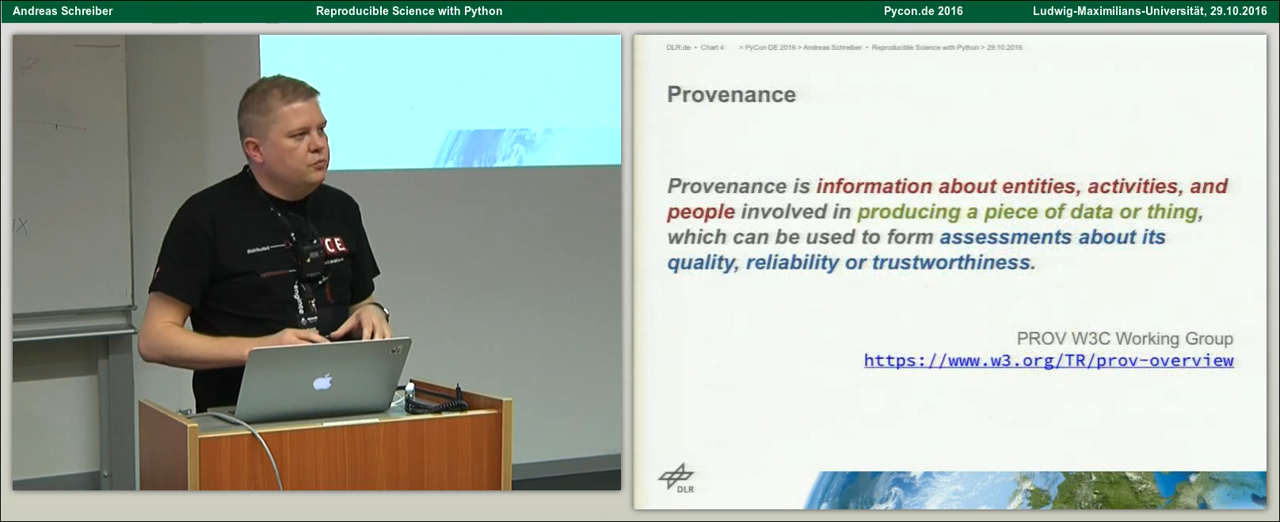 Andreas Schreiber
Reproducible Science with Python
Pycon.de 2016
Ludwig-Maximilians-Universität, 29.10.2016
DLR.de • Chart 4 > PyCon DE 2016 > Andreas Schreiber • Reproducible Science with Python > 29.10.2016
Provenance
Provenance is information about entities, activities, and
people involved in producing a piece of data or thing,
which can be used to form assessments about its
quality, reliability or trustworthiness.
PROV W3C Working Group
https://www.w3.org/TR/prov-overview
DLR
distributed
C E